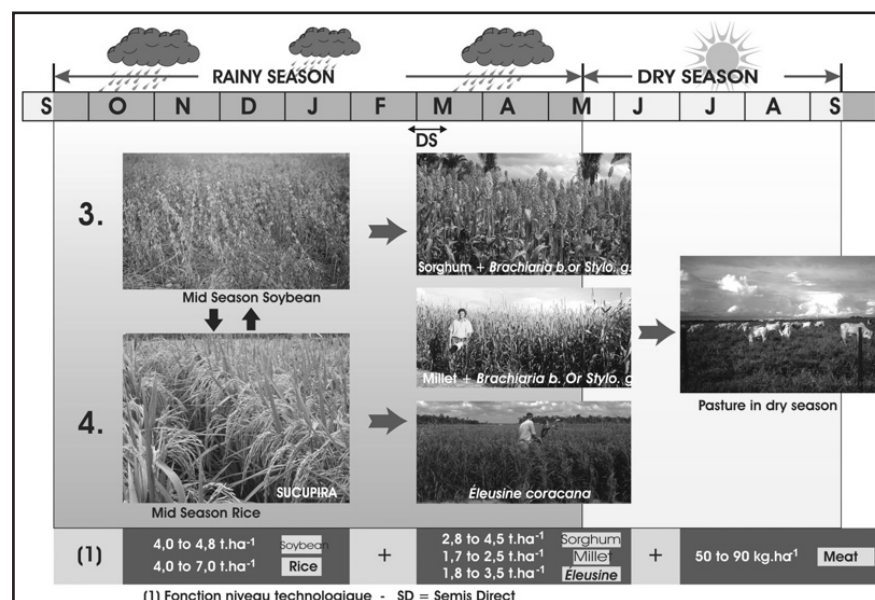 RAINY SEASON
DRY SEASON
S O N D J F M A M J J A S
DS
3.
Sorghum + Brachiaria b.or Stylo. g.
Mid Season Soybean
Millet + Brachiaria b. Or Stylo. g
Pasture in dry season
4.
SUCUPIRA
Éleusine coracana
Mid Season Rice
(1)
4,0 to 4,8 t.ha-1 Soybean
4,0 to 7,0 t.ha-1 Rice
+
2,8 to 4,5 t.ha-1 Sorghum
1,7 to 2,5 t.ha-1 Millet
1,8 to 3,5 t.ha-1 Éleusine
+
50 to 90 kg.ha-1 Meat
(1) Fonction niveau technologique - SD = Semis Direct